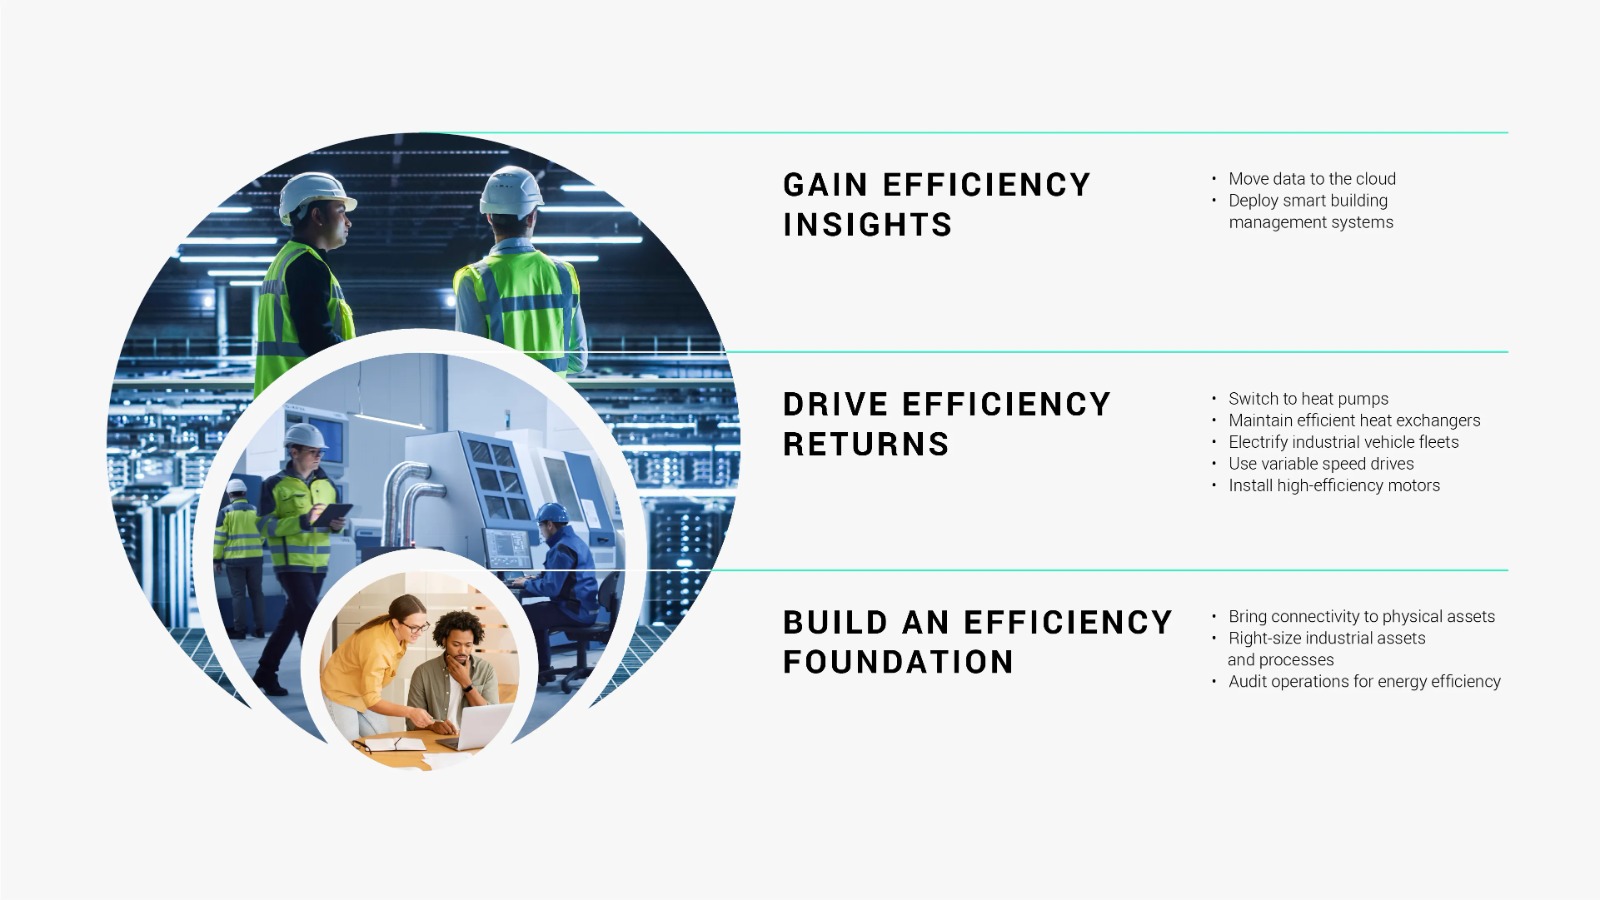 GAIN EFFICIENCY
INSIGHTS
• Move data to the cloud
• Deploy smart building
management systems
DRIVE EFFICIENCY
RETURNS
• Switch to heat pumps
• Maintain efficient heat exchangers
• Electrify industrial vehicle fleets
• Use variable speed drives
• Install high-efficiency motors
BUILD AN EFFICIENCY
FOUNDATION
• Bring connectivity to physical assets
• Right-size industrial assets
and processes
• Audit operations for energy efficiency